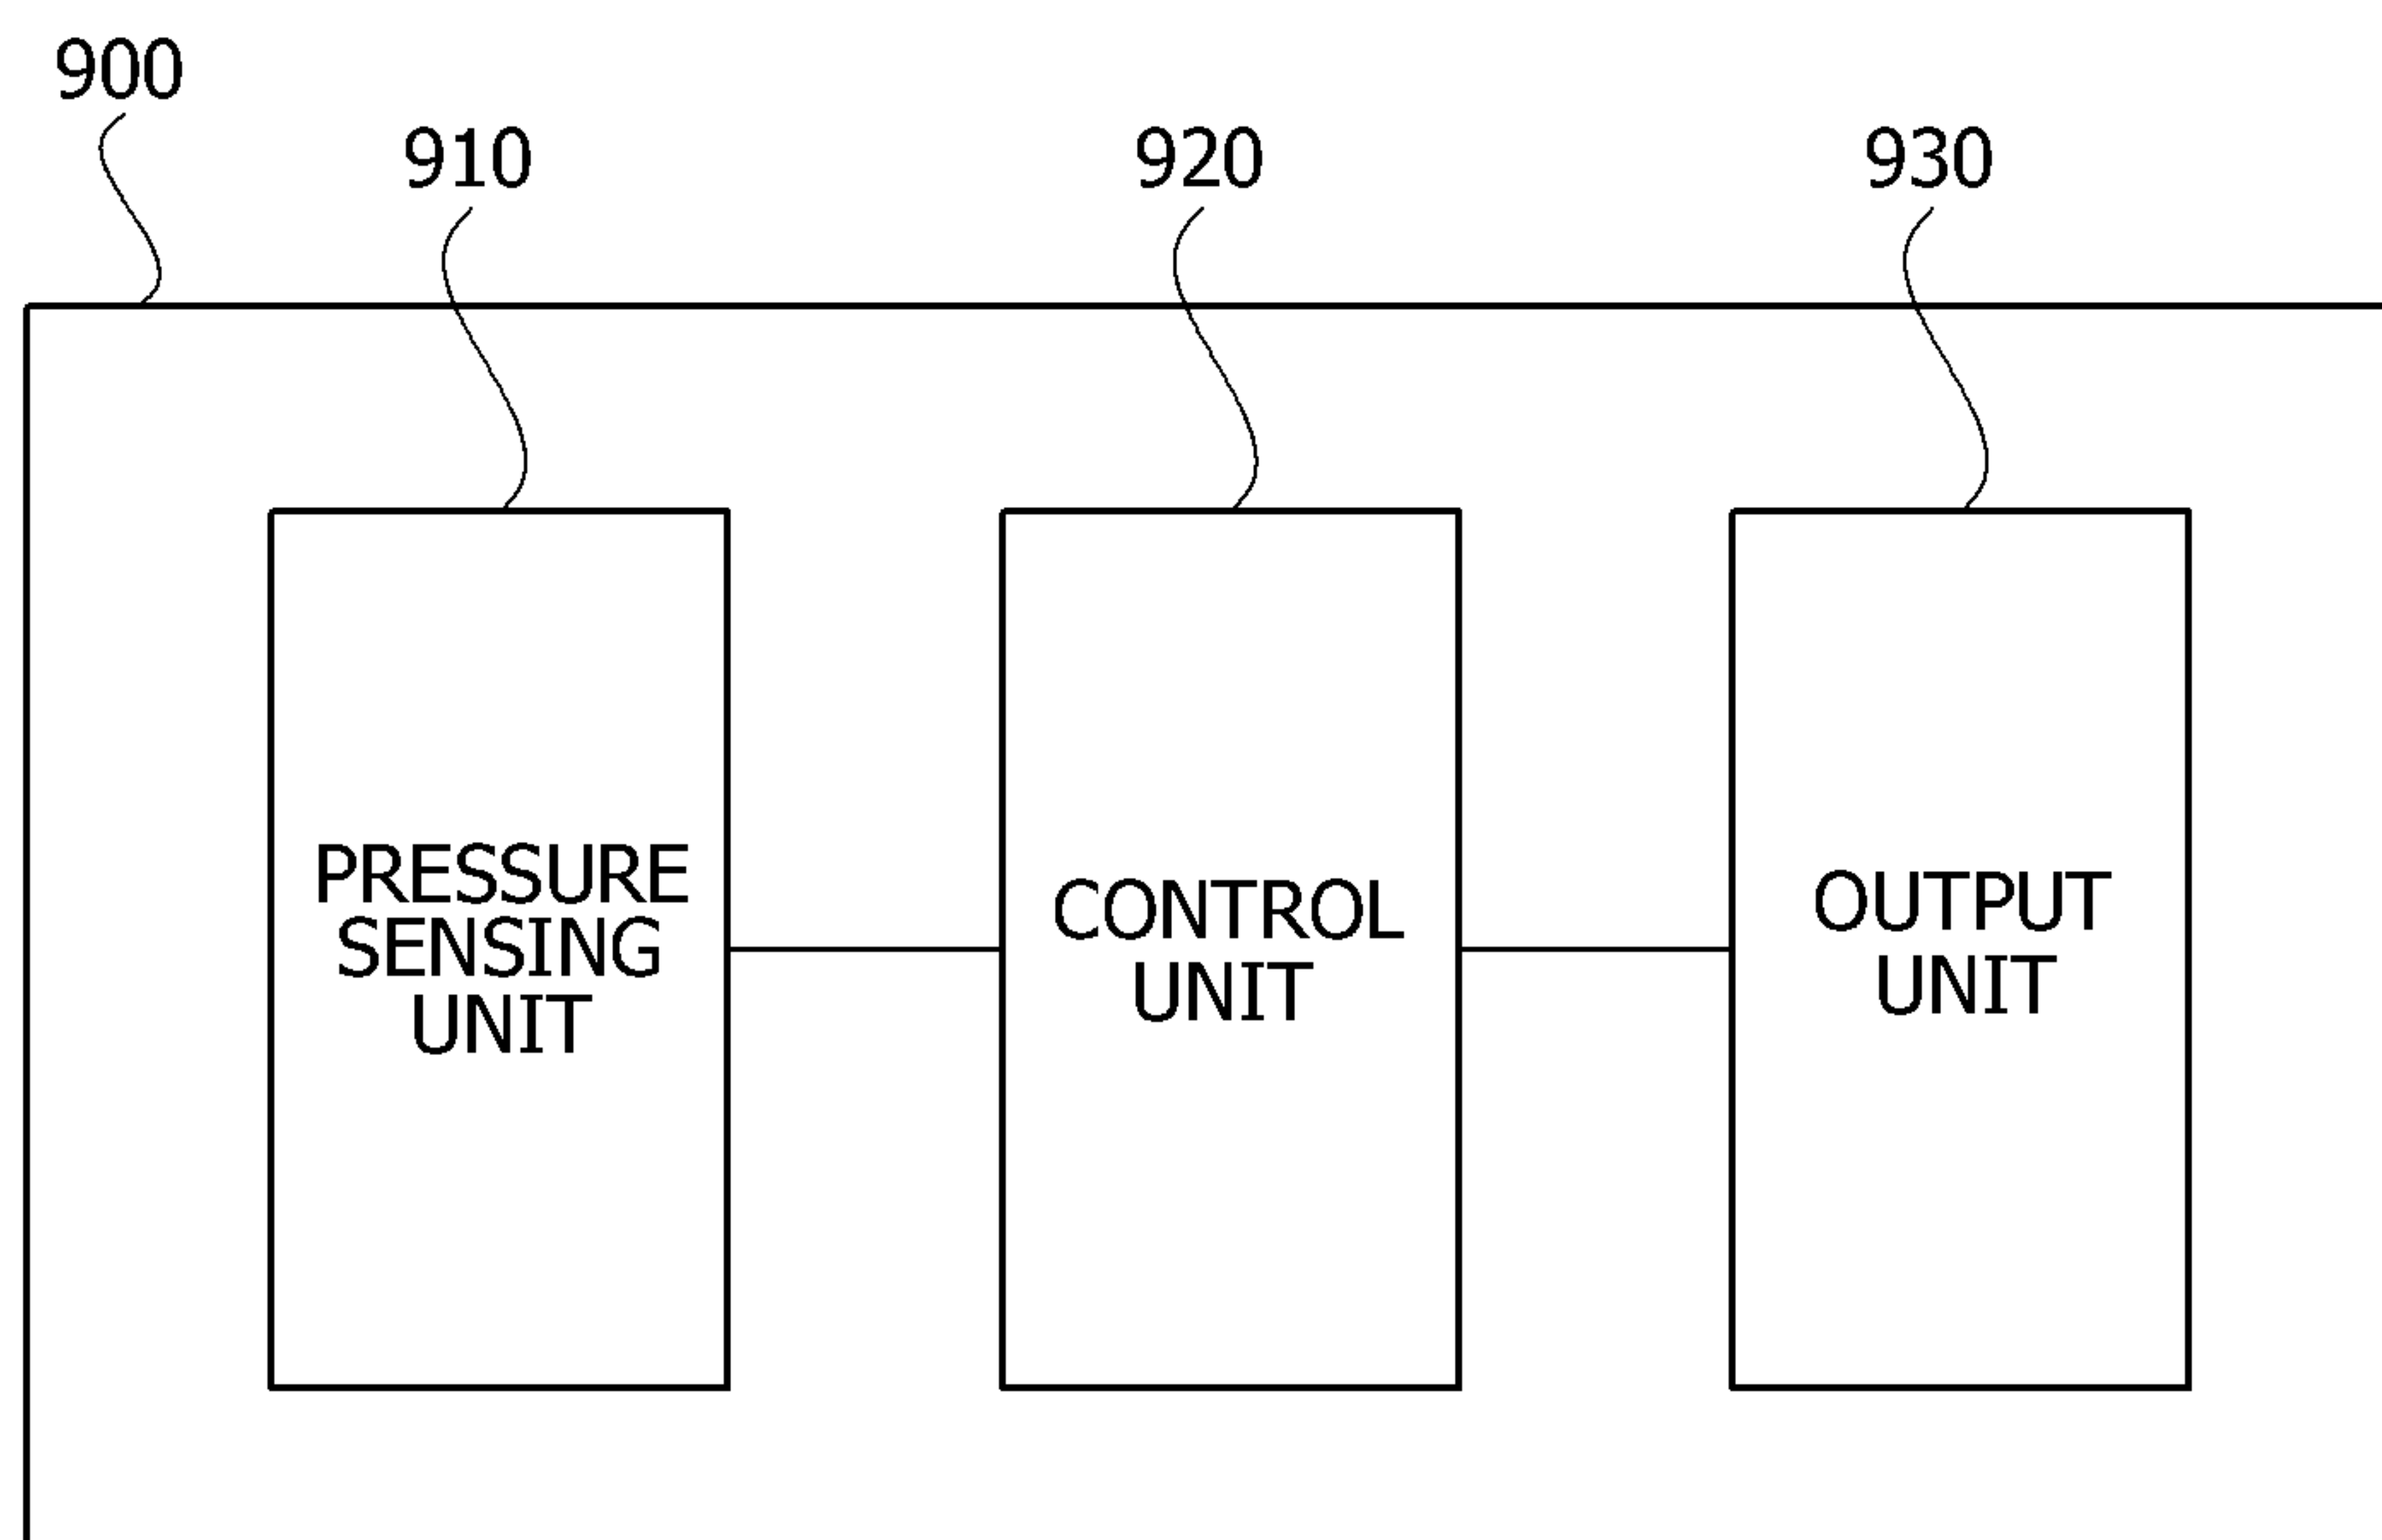 900
910
920
930
PRESSURE
SENSING
UNIT
CONTROL
UNIT
OUTPUT
UNIT